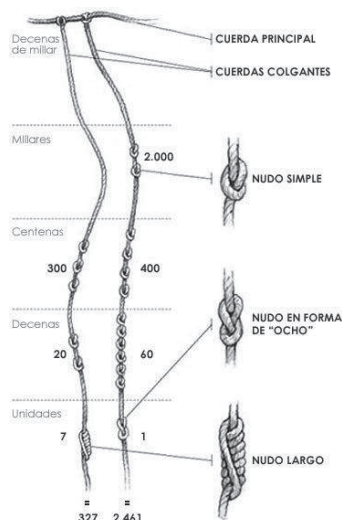 CUERDA PRINCIPAL
Decenas
de millar
CUERDAS COLGANTES
Millares
2.000
NUDO SIMPLE
Centenas
300
400
NUDO EN FORMA
DE "OCHO"
Decenas
20
60
Unidades
7
1
NUDO LARGO
= =
327 2.461